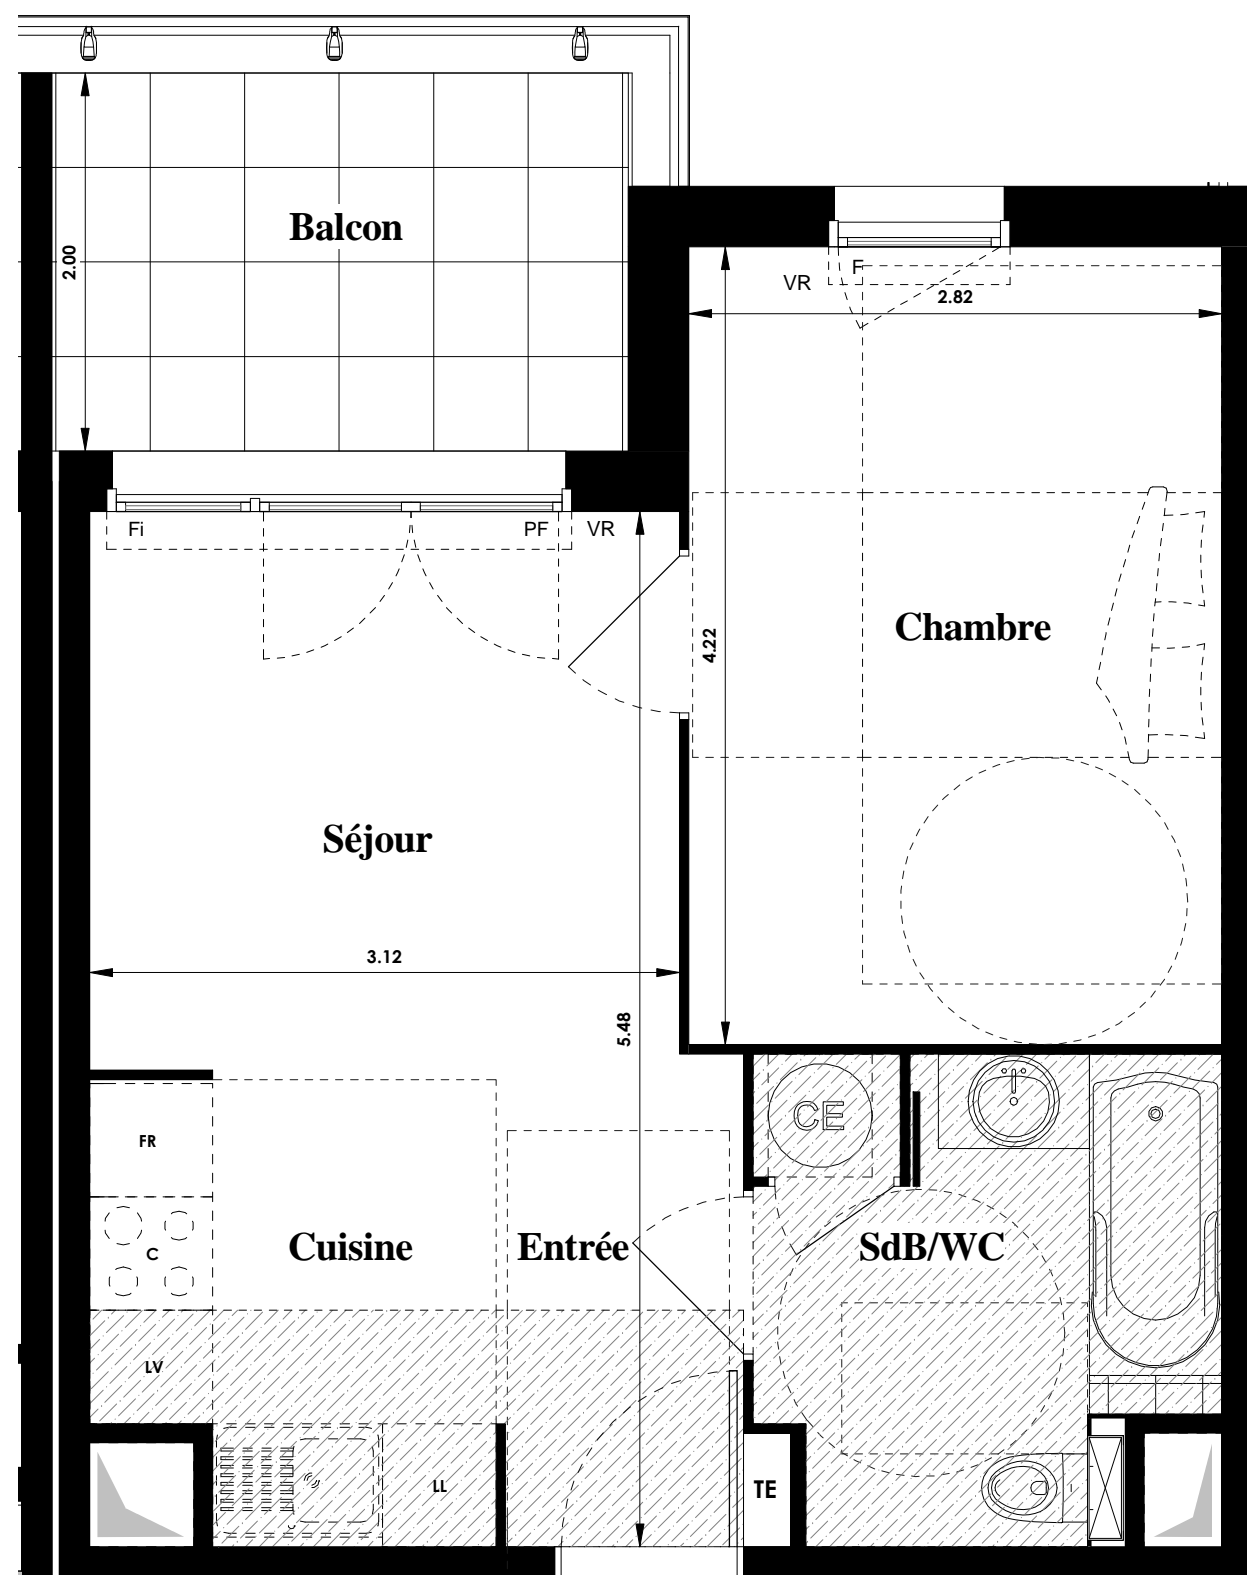 Balcon
2.00
VR
F
2.82
Fi
PF
VR
4.22
Chambre
Séjour
3.12
5.48
FR
CE
C
Cuisine
Entrée
SdB/WC
LV
LL
TE